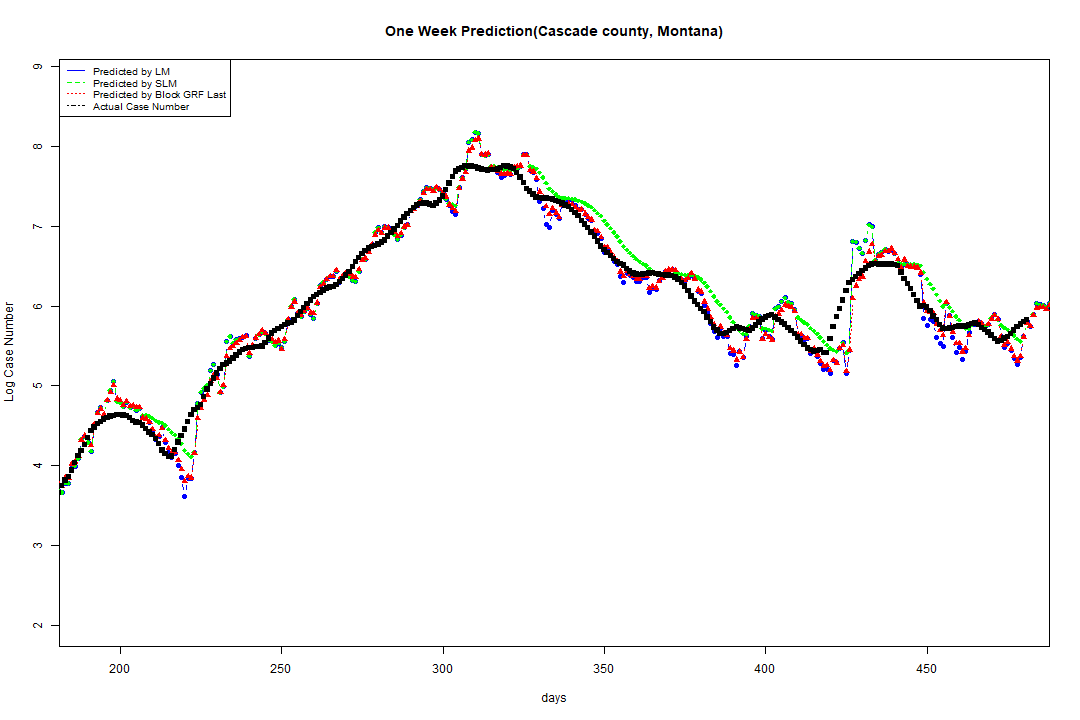 One Week Prediction(Cascade county, Montana)
Predicted by LM
Predicted by SLM
Predicted by Block GRF Last
Actual Case Number
Log Case Number
9
8
7
6
5
4
3
2
200 250 300 350 400 450
days